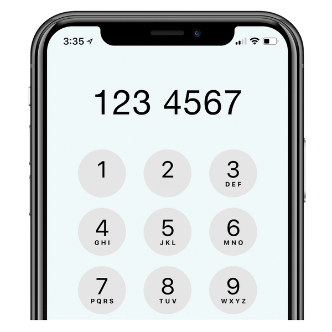 3:35
123 4567
1 2 3
DEF
4 5 6
GHI JKL MNO
7 8 9
PQRS TUV WXYZ